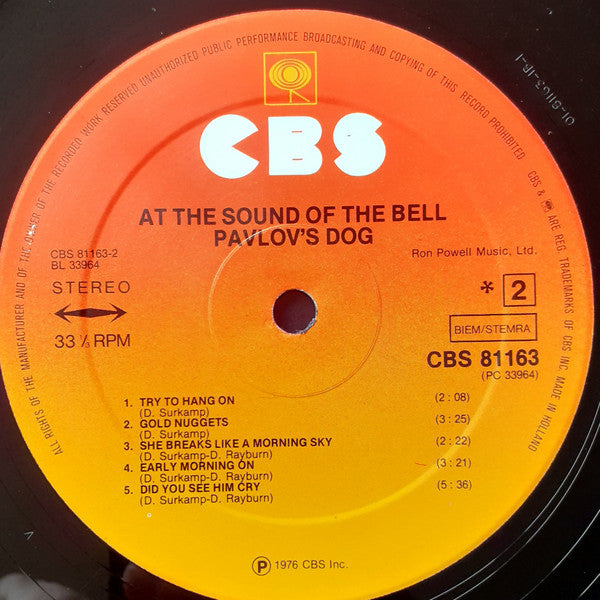 ALL RIGHTS OF THE MANUFACTURER AND OF THE OWNER OF THE RECORDED WORK RESERVED UNAUTHORIZED PUBLIC PERFORMANCE BROADCASTING AND COPYING OF THIS RECORD PROHIBITED
CBS & ARE REG. TRADEMARKS OF CBS INC. MADE IN HOLLAND
CBS
AT THE SOUND OF THE BELL
PAVLOV'S DOG
CBS 81163-2
BL 33964
STEREO
33 ⅓ RPM
Ron Powell Music, Ltd.
* 2
BIEM/STEMRA
CBS 81163
(PC 33964)
1. TRY TO HANG ON (2 : 08)
(D. Surkamp)
2. GOLD NUGGETS (3 : 25)
(D. Surkamp)
3. SHE BREAKS LIKE A MORNING SKY (2 : 22)
(D. Surkamp-D. Rayburn)
4. EARLY MORNING ON (3 : 21)
(D. Surkamp-D. Rayburn)
5. DID YOU SEE HIM CRY (5 : 36)
(D. Surkamp-D. Rayburn)
℗ 1976 CBS Inc.